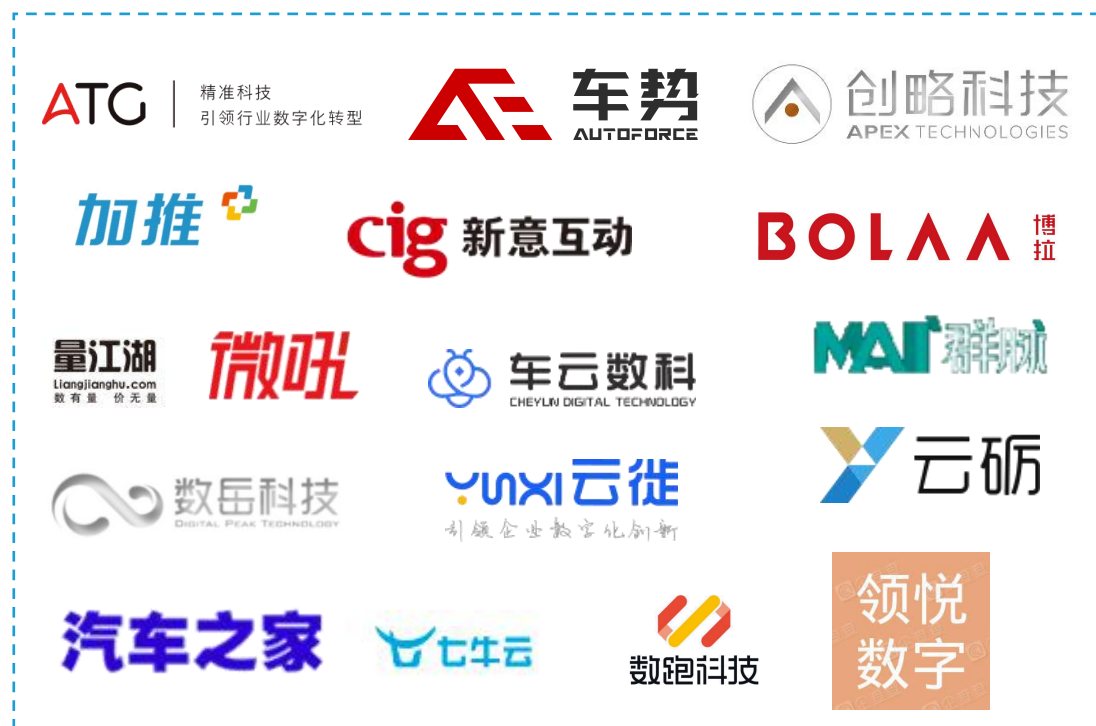 ATG
精准科技
引领行业数字化转型
车势
AUTOFORCE
创略科技
APEX TECHNOLOGIES
加推
cig 新意互动
BOLAA 博拉
量江湖
Liangjianghu.com
数有量 价无量
微吼
车云数科
CHEYUN DIGITAL TECHNOLOGY
MAI 群脉
数岳科技
DIGITAL PEAK TECHNOLOGY
YUNXI 云徙
引领企业数字化创新
云砺
汽车之家
七牛云
数跑科技
领悦
数字